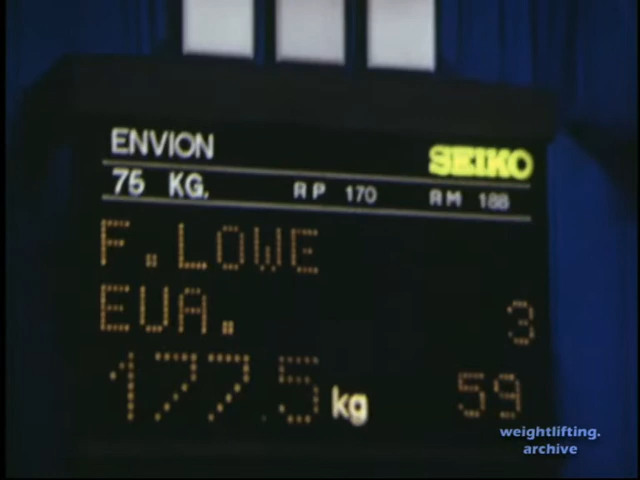 ENVION
SEIKO
75 KG. RP 170 RM 188
F.LOWE
EUA. 3
177.5 kg 59
weightlifting.
archive